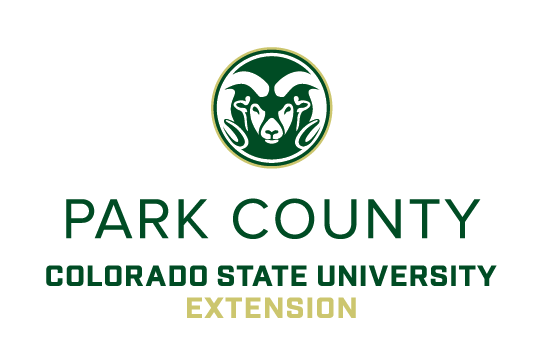 PARK COUNTY
COLORADO STATE UNIVERSITY
EXTENSION